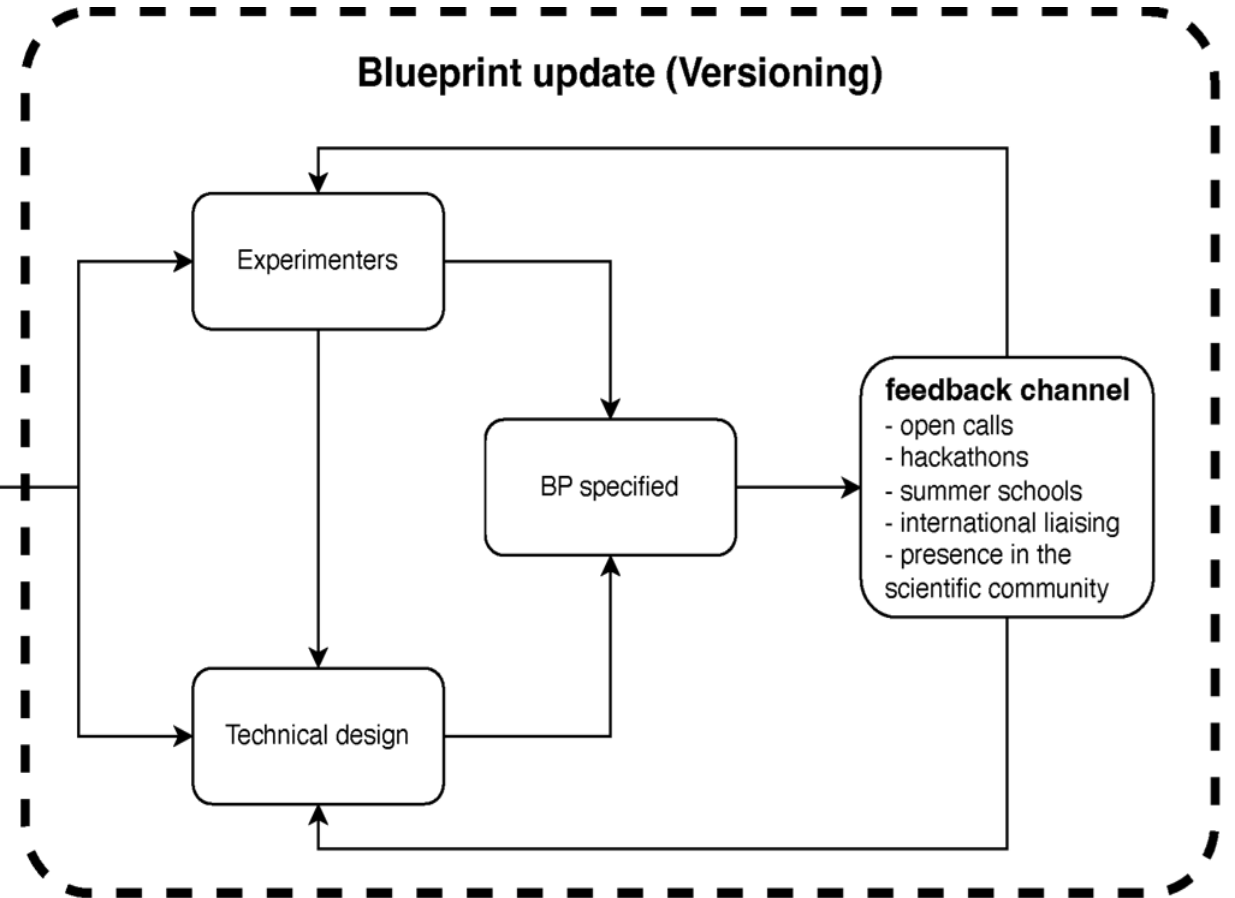 Blueprint update (Versioning)
Experimenters
feedback channel
- open calls
- hackathons
- summer schools
- international liaising
- presence in the
scientific community
BP specified
Technical design